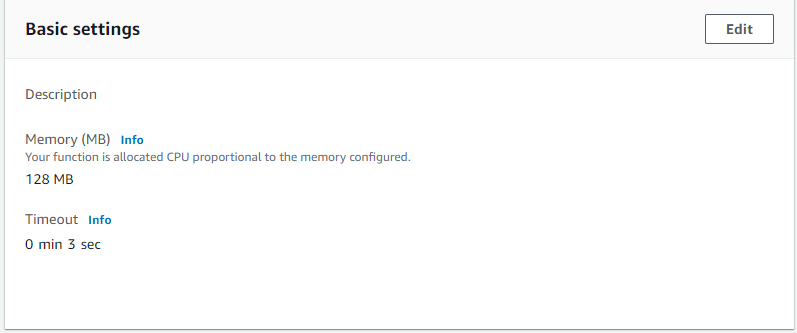 Basic settings
Edit
Description
Memory (MB) Info
Your function is allocated CPU proportional to the memory configured.
128 MB
Timeout Info
0 min 3 sec